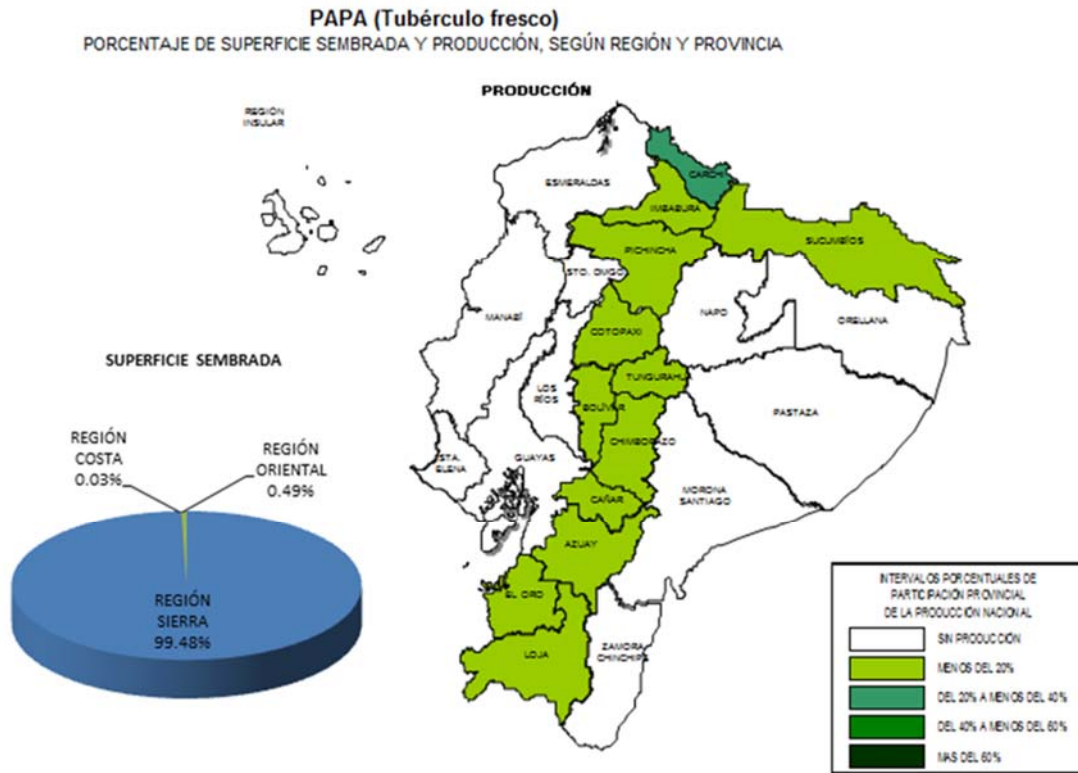 PAPA (Tubérculo fresco)
PORCENTAJE DE SUPERFICIE SEMBRADA Y PRODUCCIÓN, SEGÚN REGIÓN Y PROVINCIA
PRODUCCIÓN
REGIÓN
INSULAR
CARCHI
ESMERALDAS
IMBABURA
SUCUMBÍOS
PICHINCHA
STO. DMGO
NAPO
ORELLANA
MANABÍ
COTOPAXI
TUNGURAHU
LOS
RÍOS
BOLÍVAR
PASTAZA
CHIMBORAZO
STA.
ELENA
GUAYAS
MORONA
SANTIAGO
CAÑAR
AZUAY
EL ORO
LOJA
ZAMORA
CHINCHIPE
SUPERFICIE SEMBRADA
REGIÓN
COSTA
0.03%
REGIÓN
ORIENTAL
0.49%
REGIÓN
SIERRA
99.48%
INTERVALOS PORCENTUALES DE
PARTICIPACIÓN PROVINCIAL
DE LA PRODUCCIÓN NACIONAL
SIN PRODUCCIÓN
MENOS DEL 20%
DEL 20% A MENOS DEL 40%
DEL 40% A MENOS DEL 60%
MAS DEL 60%